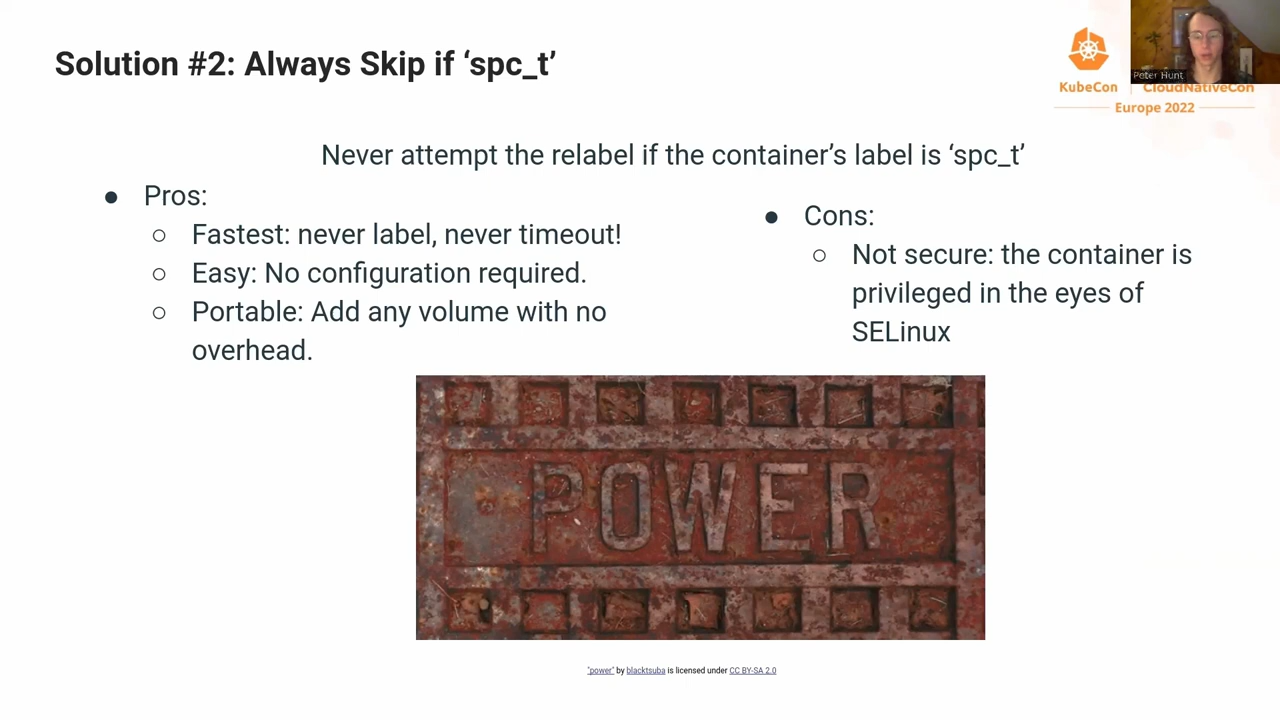 Solution #2: Always Skip if ‘spc_t’
Peter Hunt
KubeCon
CloudNativeCon
Europe 2022
Never attempt the relabel if the container’s label is ‘spc_t’
● Pros:
○ Fastest: never label, never timeout!
○ Easy: No configuration required.
○ Portable: Add any volume with no
overhead.
● Cons:
○ Not secure: the container is
privileged in the eyes of
SELinux
POWER
"power" by blacktsuba is licensed under CC BY-SA 2.0